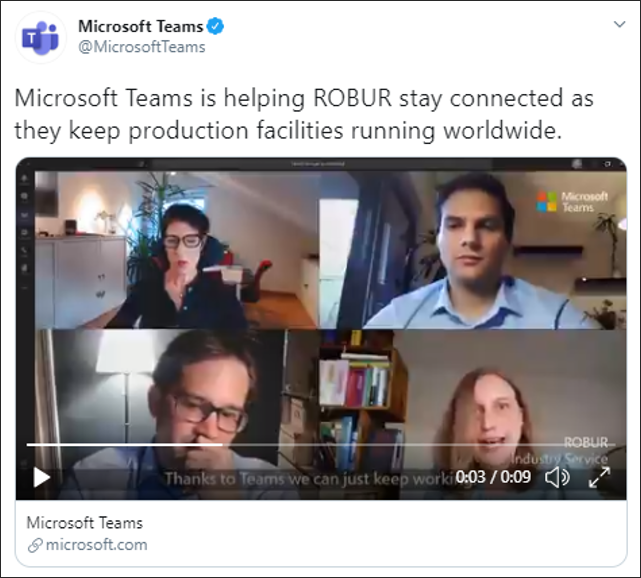 Microsoft Teams
@MicrosoftTeams
Microsoft Teams is helping ROBUR stay connected as
they keep production facilities running worldwide.
Microsoft
Teams
ROBUR
Industry Service
Thanks to Teams we can just keep worki
0:03 / 0:09
Microsoft Teams
microsoft.com